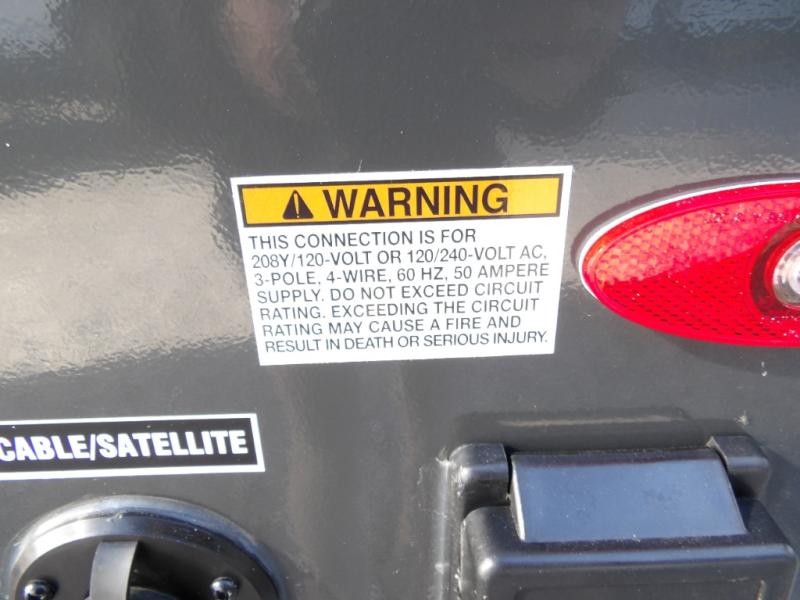 WARNING
THIS CONNECTION IS FOR
208Y/120-VOLT OR 120/240-VOLT AC,
3-POLE, 4-WIRE, 60 HZ, 50 AMPERE
SUPPLY. DO NOT EXCEED CIRCUIT
RATING. EXCEEDING THE CIRCUIT
RATING MAY CAUSE A FIRE AND
RESULT IN DEATH OR SERIOUS INJURY.
CABLE/SATELLITE